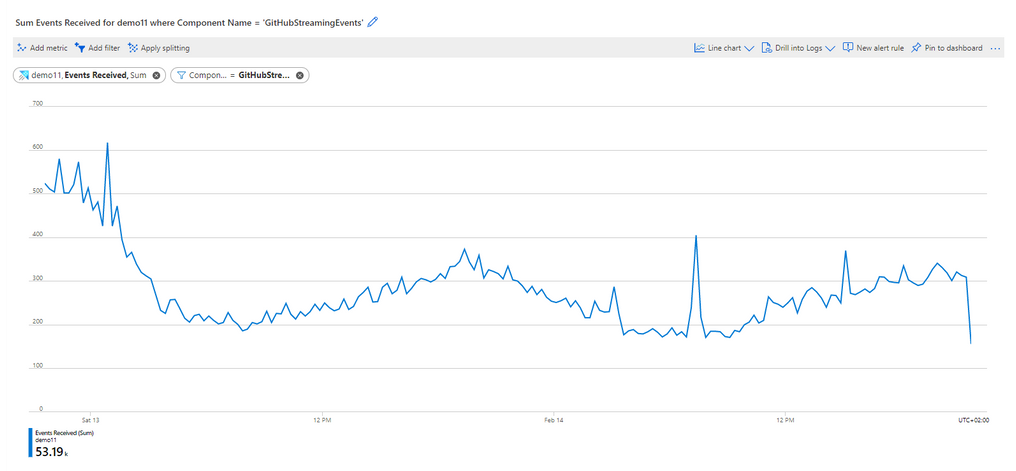 Sum Events Received for demo11 where Component Name = 'GitHubStreamingEvents'
Add metric Add filter Apply splitting Line chart Drill into Logs New alert rule Pin to dashboard ...
demo11, Events Received, Sum Compon... = GitHubStre...
700
600
500
400
300
200
100
0
Sat 13 12 PM Feb 14 12 PM UTC+02:00
Events Received (Sum)
demo11
53.19 k